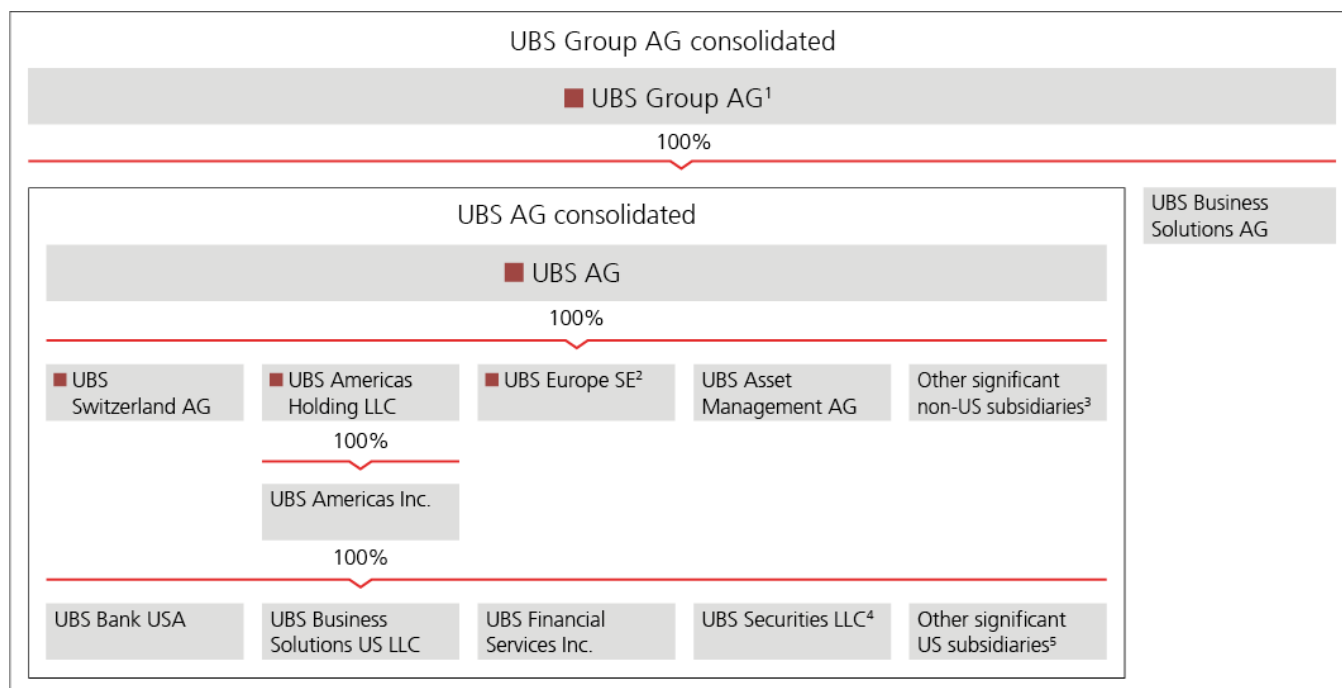 UBS Group AG consolidated
UBS Group AG¹
100%
UBS AG consolidated
UBS Business
Solutions AG
UBS AG
100%
UBS
Switzerland AG
UBS Americas
Holding LLC
UBS Europe SE²
UBS Asset
Management AG
Other significant
non-US subsidiaries³
100%
UBS Americas Inc.
100%
UBS Bank USA
UBS Business
Solutions US LLC
UBS Financial
Services Inc.
UBS Securities LLC⁴
Other significant
US subsidiaries⁵